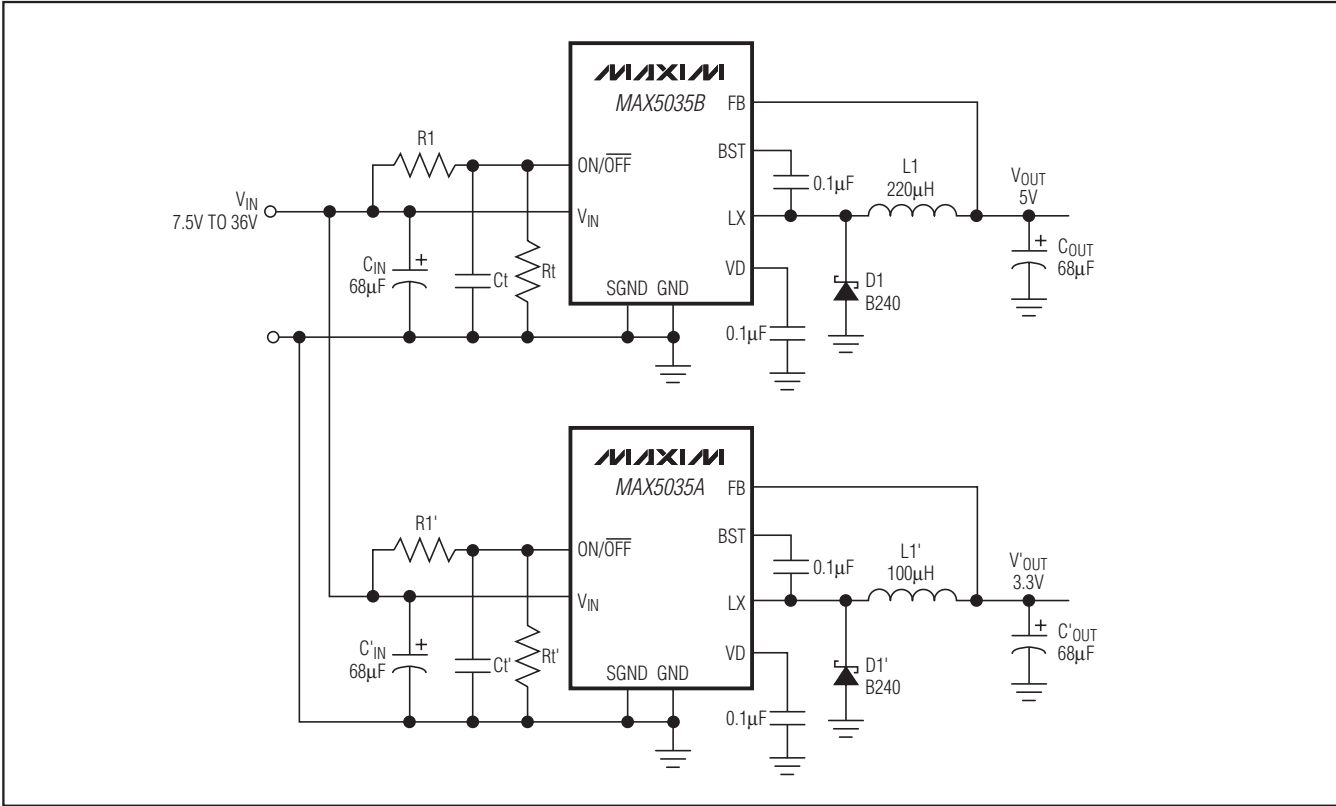 MAXIM
MAX5035B
FB
R1
BST
ON/OFF
0.1μF
L1
220μH
VOUT
5V
VIN
7.5V TO 36V
VIN
LX
CIN
68μF
+
Ct
Rt
VD
D1
B240
+
COUT
68μF
SGND GND
0.1μF
MAXIM
MAX5035A
FB
R1'
BST
ON/OFF
0.1μF
L1'
100μH
V'OUT
3.3V
VIN
LX
C'IN
68μF
+
Ct'
Rt'
VD
D1'
B240
+
C'OUT
68μF
SGND GND
0.1μF